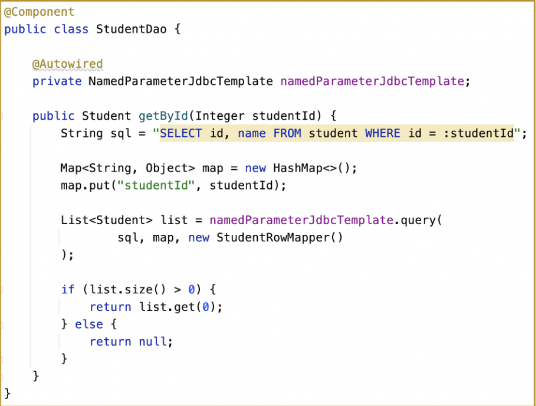 @Component
public class StudentDao {
@Autowired
private NamedParameterJdbcTemplate namedParameterJdbcTemplate;
public Student getById(Integer studentId) {
String sql = "SELECT id, name FROM student WHERE id = :studentId";
Map<String, Object> map = new HashMap<>();
map.put("studentId", studentId);
List<Student> list = namedParameterJdbcTemplate.query(
sql, map, new StudentRowMapper()
);
if (list.size() > 0) {
return list.get(0);
} else {
return null;
}
}
}